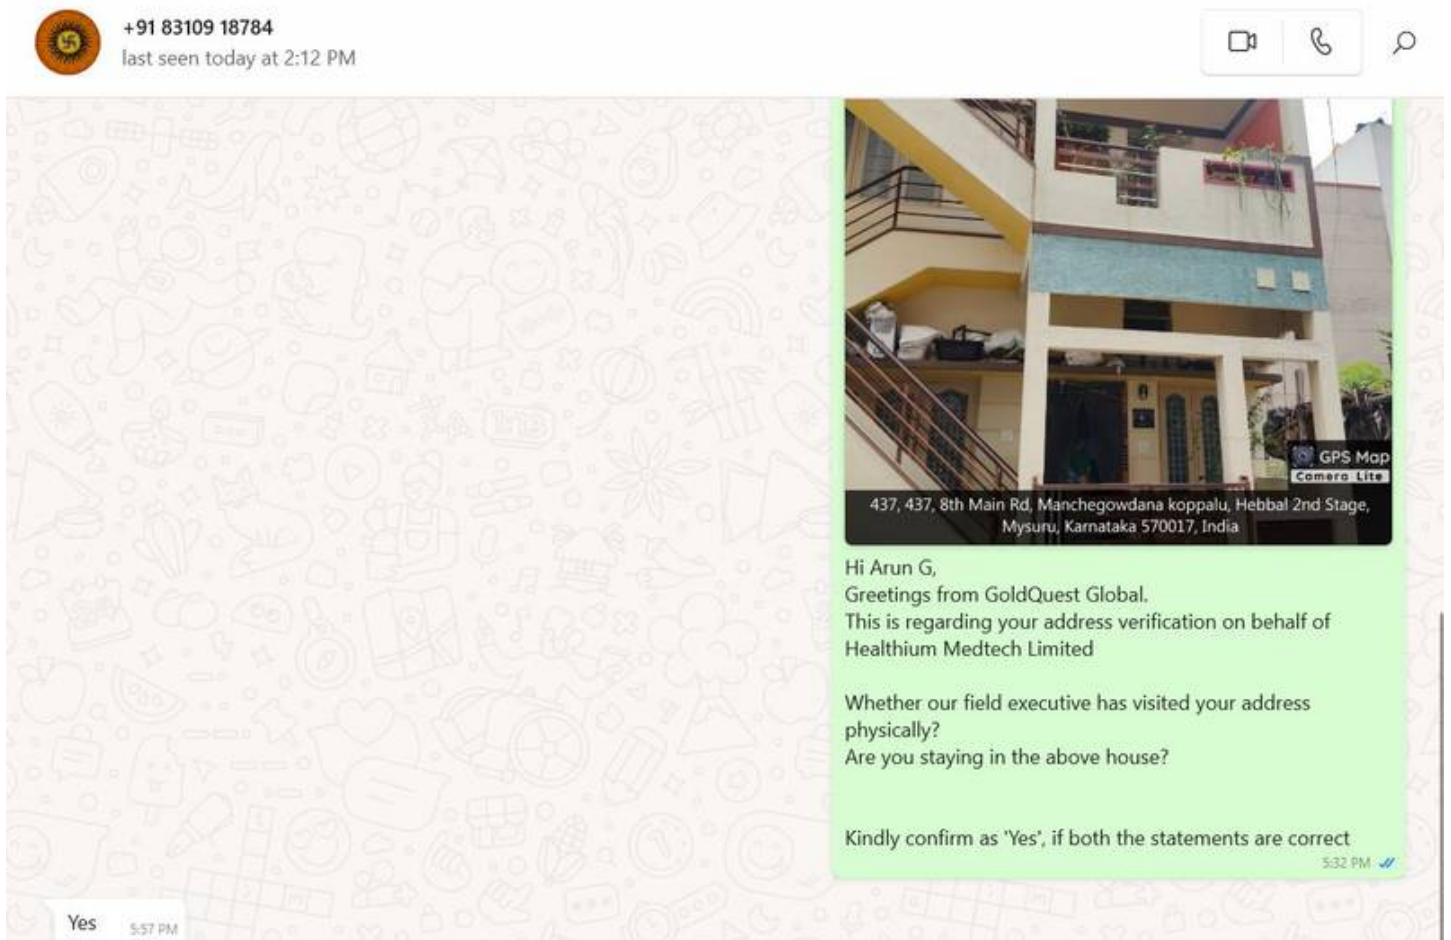 +91 83109 18784
last seen today at 2:12 PM
GPS Map
Camera Lite
437, 437, 8th Main Rd, Manchegowdana koppalu, Hebbal 2nd Stage,
Mysuru, Karnataka 570017, India
Hi Arun G,
Greetings from GoldQuest Global.
This is regarding your address verification on behalf of
Healthium Medtech Limited
Whether our field executive has visited your address
physically?
Are you staying in the above house?
Kindly confirm as 'Yes', if both the statements are correct
5:32 PM
Yes
5:57 PM